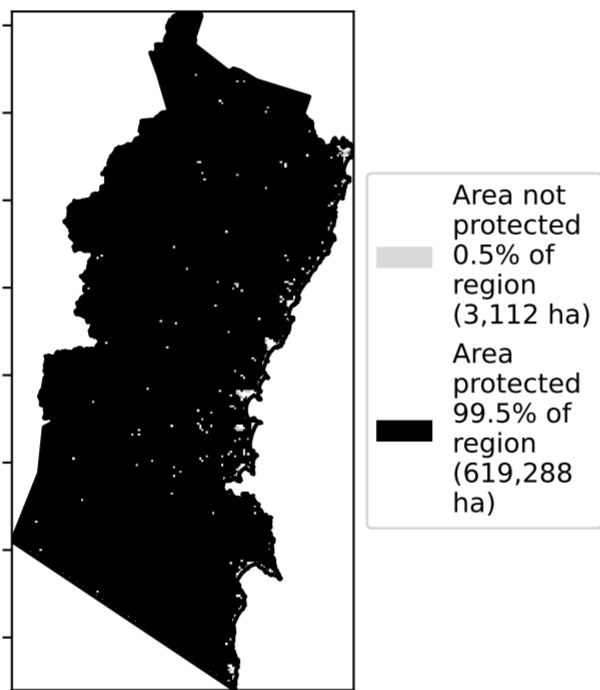 Area not
protected
0.5% of
region
(3,112 ha)
Area
protected
99.5% of
region
(619,288
ha)